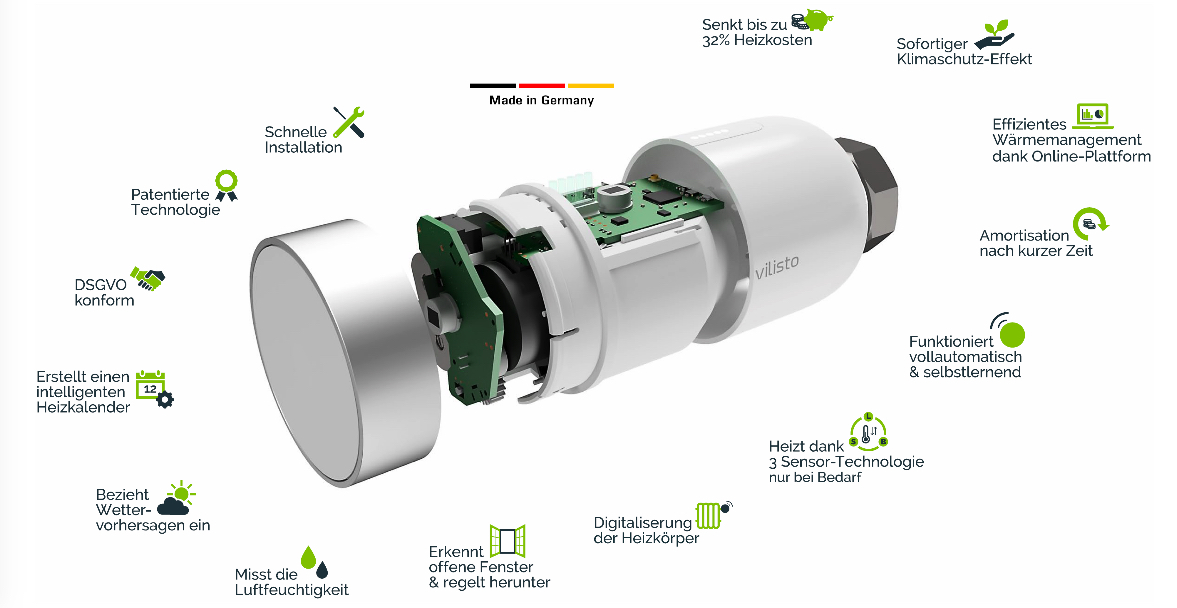 Senkt bis zu
32% Heizkosten
Sofortiger
Klimaschutz-Effekt
Made in Germany
Schnelle
Installation
Effizientes
Wärmemanagement
dank Online-Plattform
Patentierte
Technologie
Amortisation
nach kurzer Zeit
vilisto
DSGVO
konform
Funktioniert
vollautomatisch
& selbstlernend
Erstellt einen
intelligenten
Heizkalender
12
L
S
B
Heizt dank
3 Sensor-Technologie
nur bei Bedarf
Bezieht
Wetter-
vorhersagen ein
Digitaliserung
der Heizkörper
Erkennt
offene Fenster
& regelt herunter
Misst die
Luftfeuchtigkeit